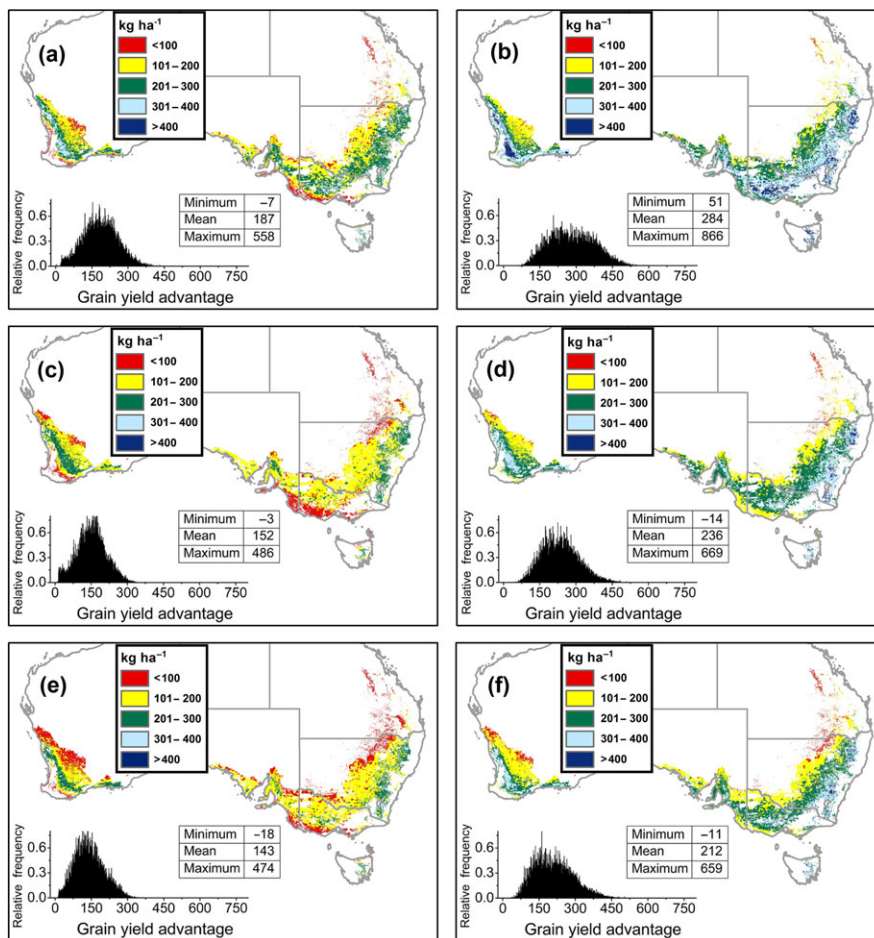 (a)
kg ha⁻¹
<100
101–200
201–300
301–400
>400
Relative frequency
0.6
0.3
0.0
0 150 300 450 600 750
Grain yield advantage
Minimum −7
Mean 187
Maximum 558
(b)
kg ha⁻¹
<100
101–200
201–300
301–400
>400
Relative frequency
0.6
0.3
0.0
0 150 300 450 600 750
Grain yield advantage
Minimum 51
Mean 284
Maximum 866
(c)
kg ha⁻¹
<100
101–200
201–300
301–400
>400
Relative frequency
0.6
0.3
0.0
0 150 300 450 600 750
Grain yield advantage
Minimum −3
Mean 152
Maximum 486
(d)
kg ha⁻¹
<100
101–200
201–300
301–400
>400
Relative frequency
0.6
0.3
0.0
0 150 300 450 600 750
Grain yield advantage
Minimum −14
Mean 236
Maximum 669
(e)
kg ha⁻¹
<100
101–200
201–300
301–400
>400
Relative frequency
0.6
0.3
0.0
0 150 300 450 600 750
Grain yield advantage
Minimum −18
Mean 143
Maximum 474
(f)
kg ha⁻¹
<100
101–200
201–300
301–400
>400
Relative frequency
0.6
0.3
0.0
0 150 300 450 600 750
Grain yield advantage
Minimum −11
Mean 212
Maximum 659